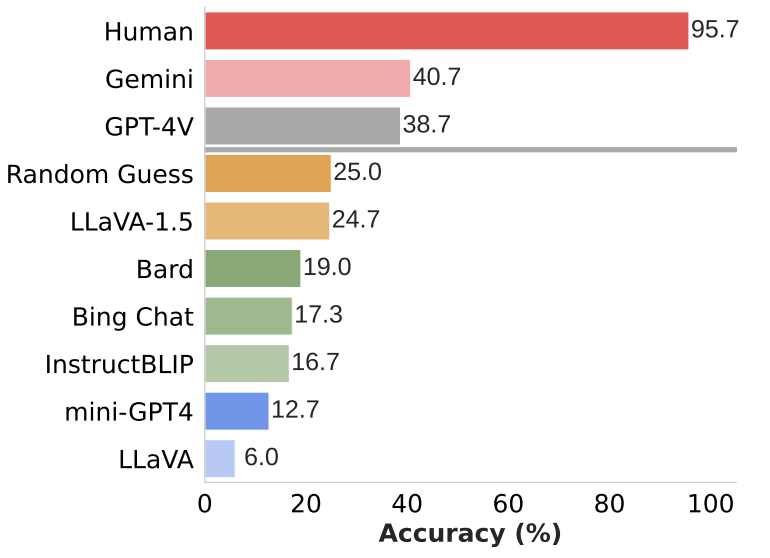 Human 95.7
Gemini 40.7
GPT-4V 38.7
Random Guess 25.0
LLaVA-1.5 24.7
Bard 19.0
Bing Chat 17.3
InstructBLIP 16.7
mini-GPT4 12.7
LLaVA 6.0
0 20 40 60 80 100
Accuracy (%)